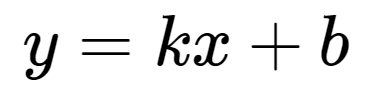 y = kx + b